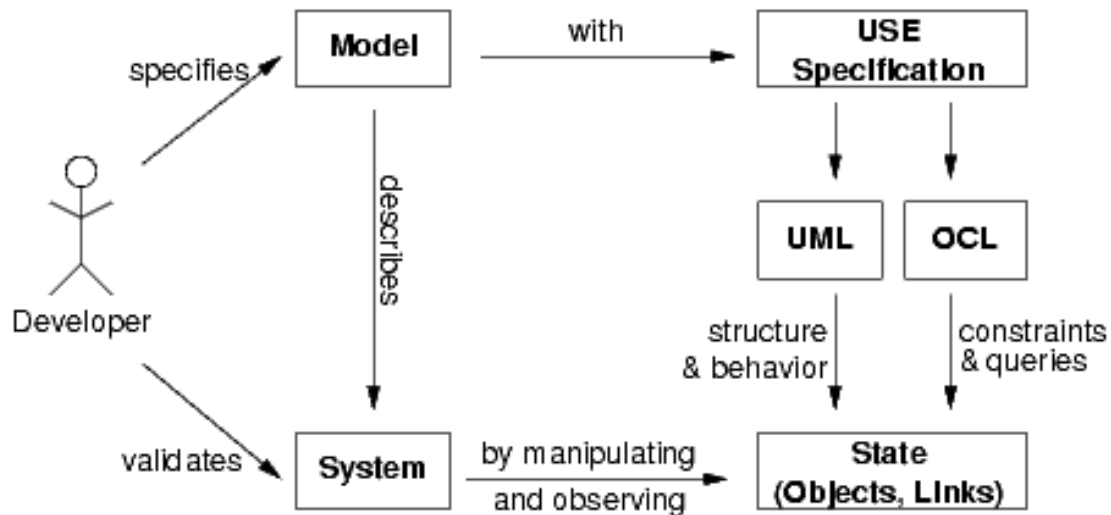 Model
with
USE
Specification
specifies
describes
UML
OCL
Developer
structure
& behavior
constraints
& queries
validates
System
by manipulating
and observing
State
(Objects, Links)